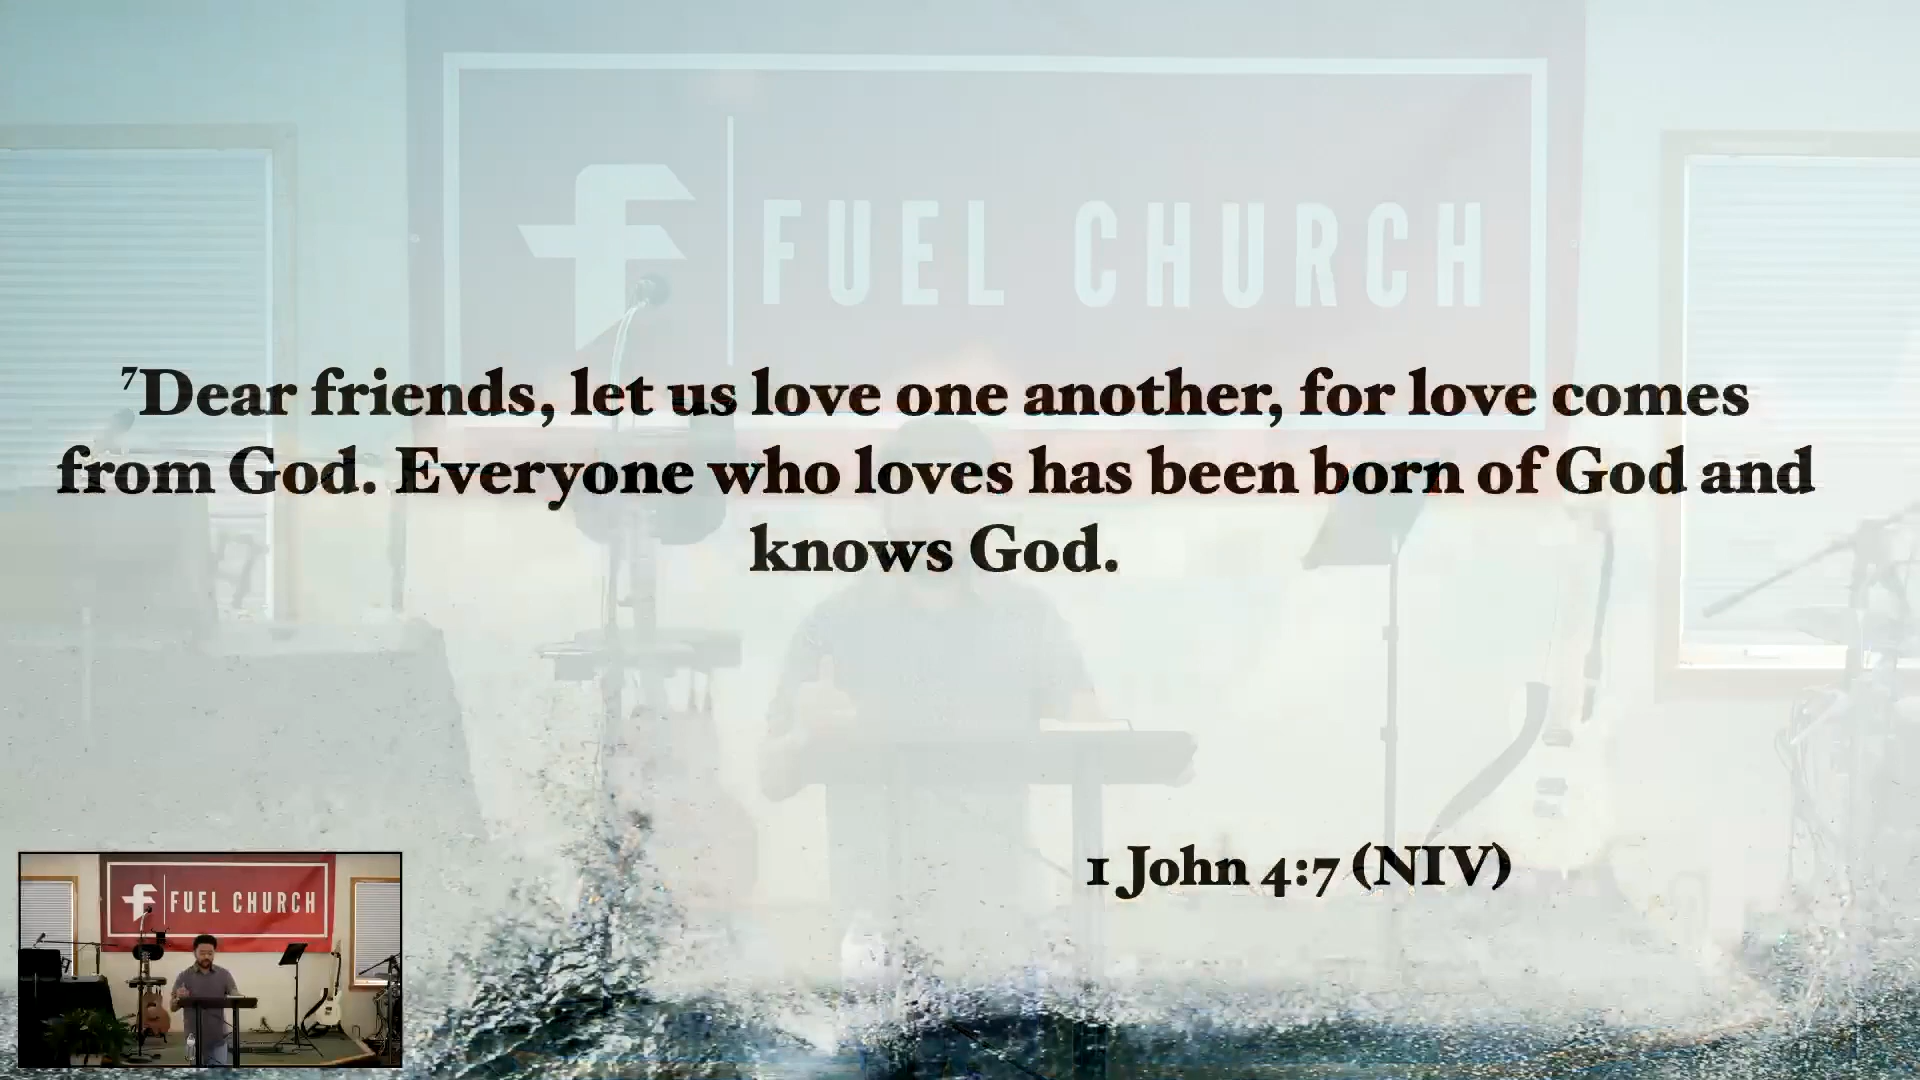 FUEL CHURCH
⁷Dear friends, let us love one another, for love comes
from God. Everyone who loves has been born of God and
knows God.
1 John 4:7 (NIV)
FUEL CHURCH